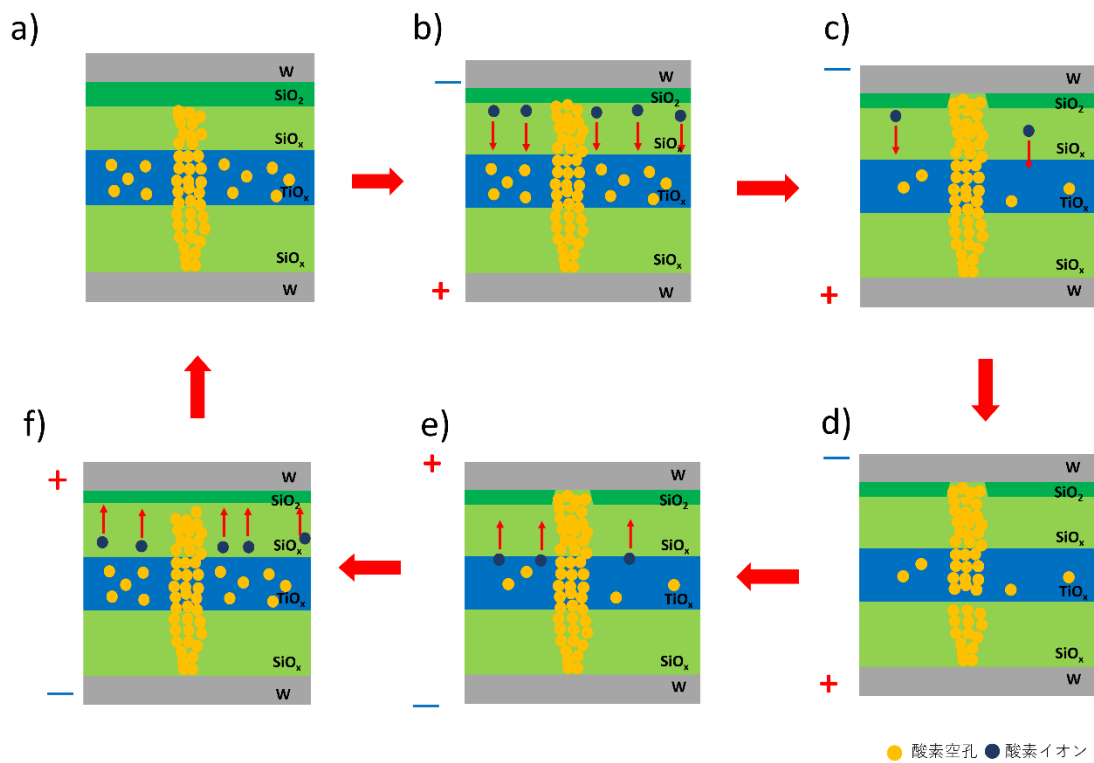 a)
W
SiO₂
SiOₓ
TiOₓ
SiOₓ
W
b)
—
W
SiO₂
SiOₓ
TiOₓ
SiOₓ
+
W
c)
—
W
SiO₂
SiOₓ
TiOₓ
SiOₓ
+
W
f)
+
W
SiO₂
SiOₓ
TiOₓ
SiOₓ
—
W
e)
+
W
SiO₂
SiOₓ
TiOₓ
SiOₓ
—
W
d)
—
W
SiO₂
SiOₓ
TiOₓ
SiOₓ
+
W
酸素空孔 酸素イオン